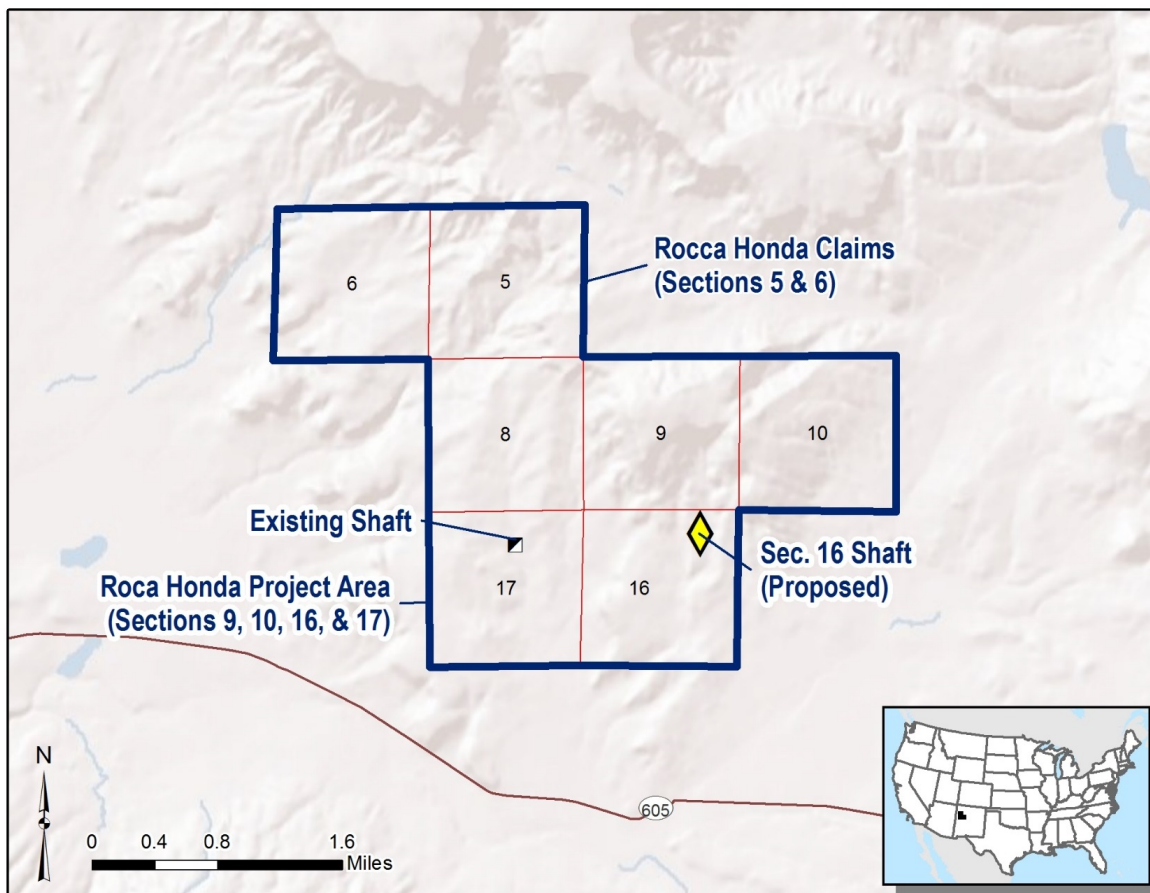 Rocca Honda Claims
(Sections 5 & 6)
6
5
8
9
10
Existing Shaft
Sec. 16 Shaft
(Proposed)
Roca Honda Project Area
(Sections 9, 10, 16, & 17)
17
16
605
N
0 0.4 0.8 1.6
Miles